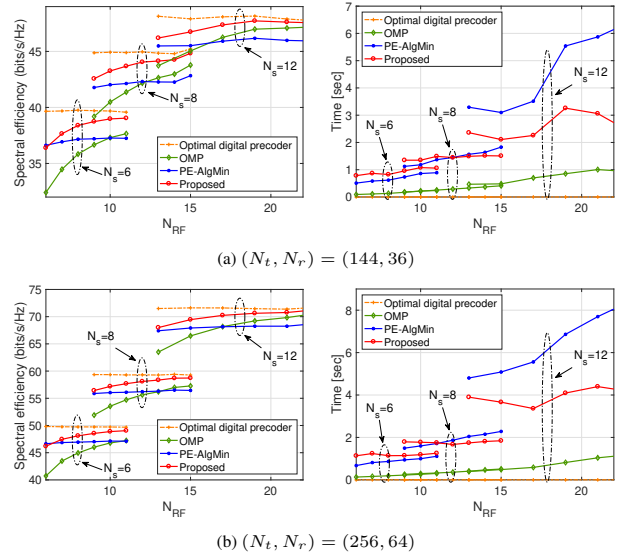 Spectral efficiency (bits/s/Hz)
45
40
35
10
15
20
N_RF
N_s=12
N_s=8
N_s=6
Optimal digital precoder
OMP
PE-AlgMin
Proposed
Time [sec]
7
6
5
4
3
2
1
0
10
15
20
N_RF
Optimal digital precoder
OMP
PE-AlgMin
Proposed
N_s=12
N_s=6
N_s=8
(a) (N_t, N_r) = (144, 36)
Spectral efficiency (bits/s/Hz)
75
70
65
60
55
50
45
40
10
15
20
N_RF
N_s=8
N_s=12
N_s=6
Optimal digital precoder
OMP
PE-AlgMin
Proposed
Time [sec]
8
6
4
2
0
10
15
20
N_RF
Optimal digital precoder
OMP
PE-AlgMin
Proposed
N_s=12
N_s=6
N_s=8
(b) (N_t, N_r) = (256, 64)